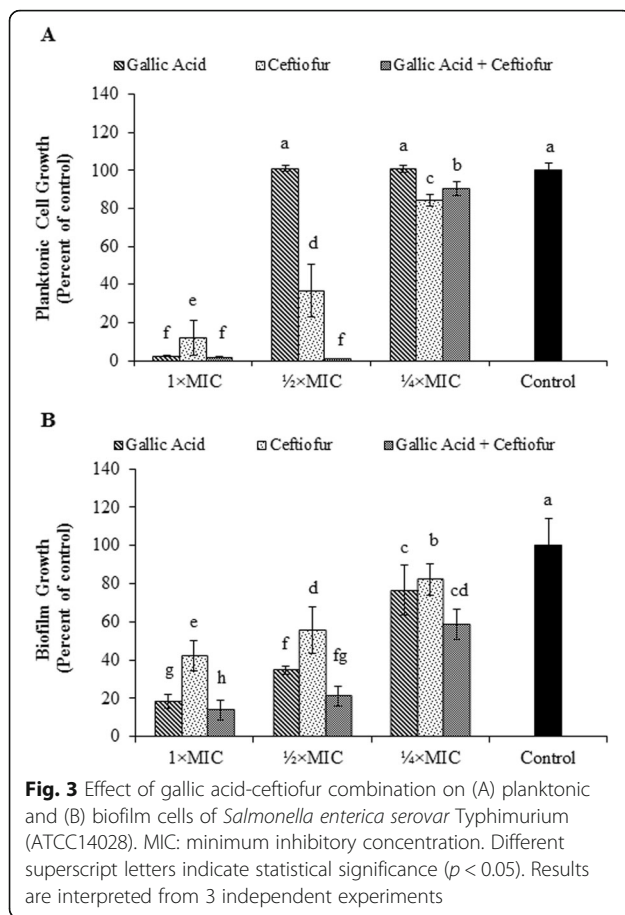 A
Gallic Acid Ceftiofur Gallic Acid + Ceftiofur
Planktonic Cell Growth
(Percent of control)
140
120
100
80
60
40
20
0
f e f
a d f
a c b
a
1×MIC ½×MIC ¼×MIC Control
B
Gallic Acid Ceftiofur Gallic Acid + Ceftiofur
Biofilm Growth
(Percent of control)
140
120
100
80
60
40
20
0
g e h
f d fg
c b cd
a
1×MIC ½×MIC ¼×MIC Control
Fig. 3 Effect of gallic acid-ceftiofur combination on (A) planktonic
and (B) biofilm cells of Salmonella enterica serovar Typhimurium
(ATCC14028). MIC: minimum inhibitory concentration. Different
superscript letters indicate statistical significance (p < 0.05). Results
are interpreted from 3 independent experiments